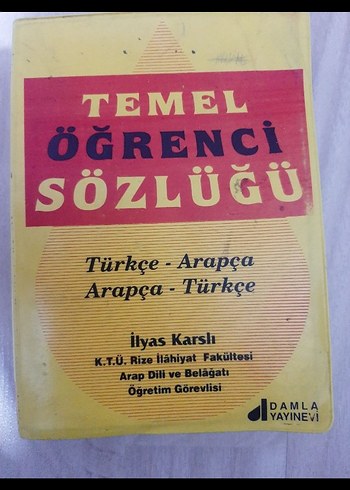 TEMEL
ÖĞRENCİ
SÖZLÜĞÜ
Türkçe - Arapça
Arapça - Türkçe
İlyas Karslı
K.T.Ü. Rize İlâhiyat Fakültesi
Arap Dili ve Belâğatı
Öğretim Görevlisi
DAMLA
YAYINEVİ